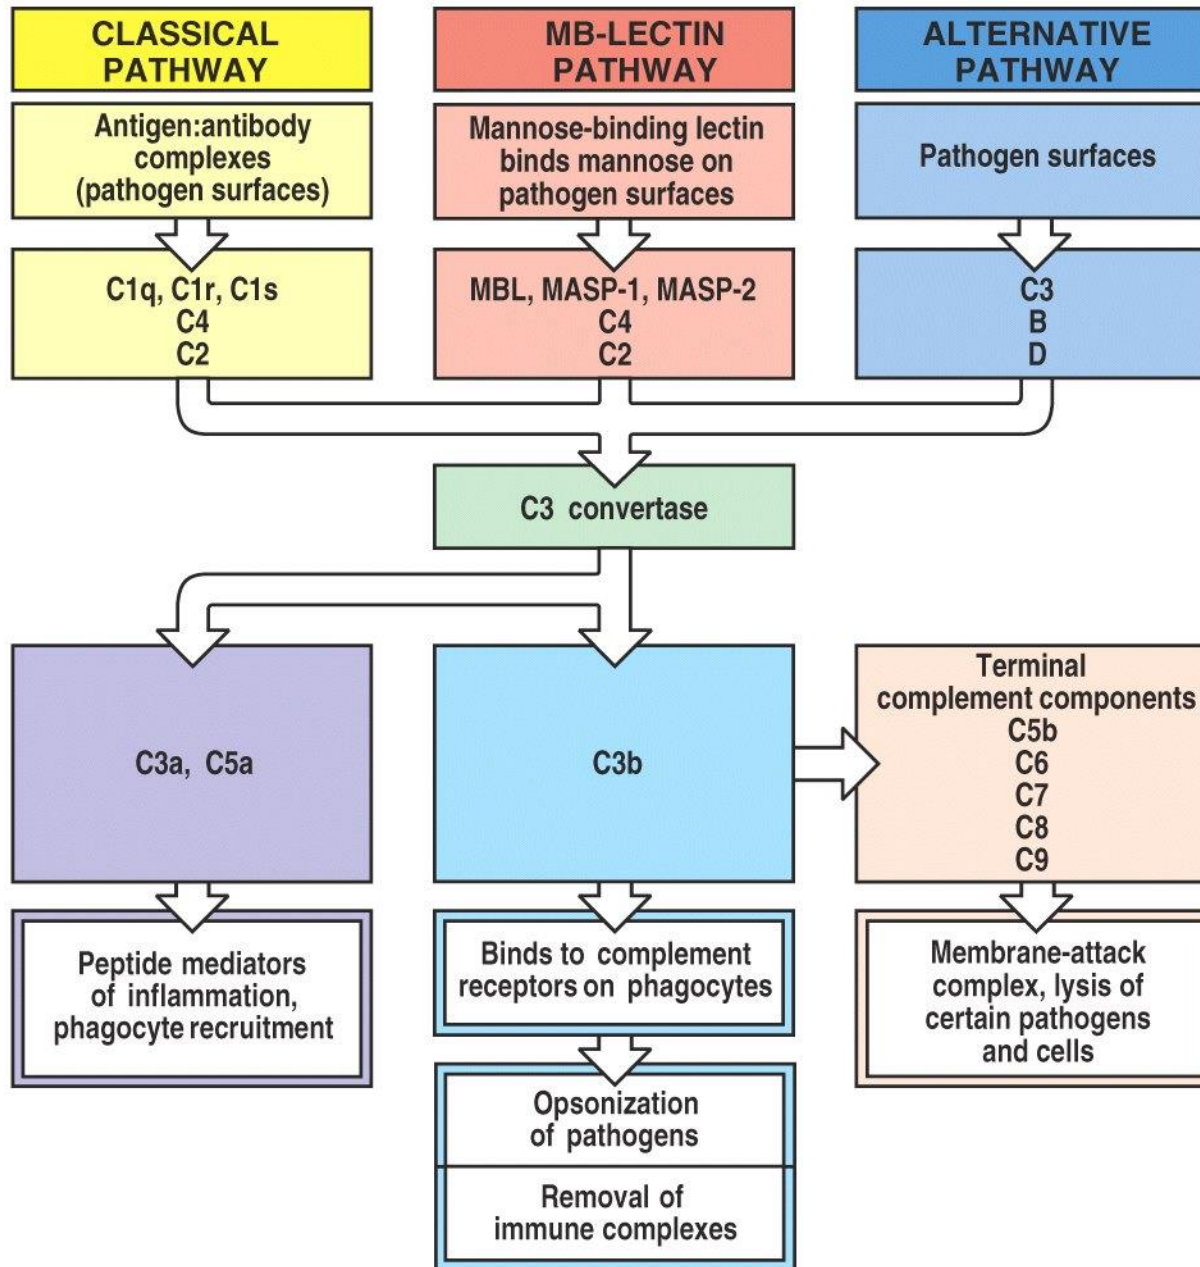 CLASSICAL
PATHWAY
Antigen:antibody
complexes
(pathogen surfaces)
C1q, C1r, C1s
C4
C2
MB-LECTIN
PATHWAY
Mannose-binding lectin
binds mannose on
pathogen surfaces
MBL, MASP-1, MASP-2
C4
C2
ALTERNATIVE
PATHWAY
Pathogen surfaces
C3
B
D
C3 convertase
C3a, C5a
Peptide mediators
of inflammation,
phagocyte recruitment
C3b
Binds to complement
receptors on phagocytes
Opsonization
of pathogens
Removal of
immune complexes
Terminal
complement components
C5b
C6
C7
C8
C9
Membrane-attack
complex, lysis of
certain pathogens
and cells